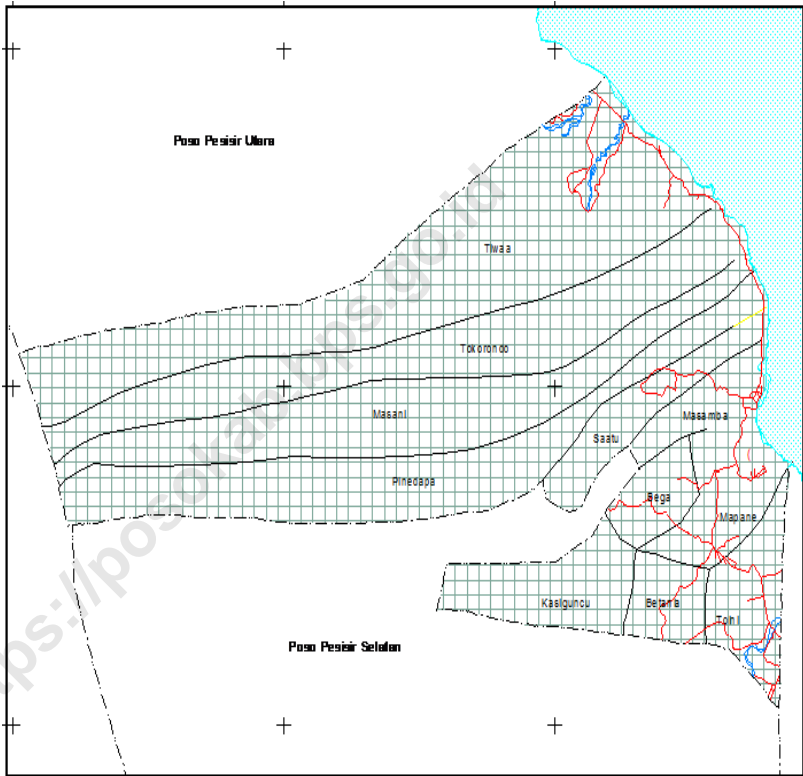 Poso Pesisir Utara
Tiwaa
Tokorondo
Masani
Masamba
Saatu
Pinedapa
Bega
Mapane
Kasiguncu
Betania
Toini
Poso Pesisir Selatan
https://posokab.bps.go.id